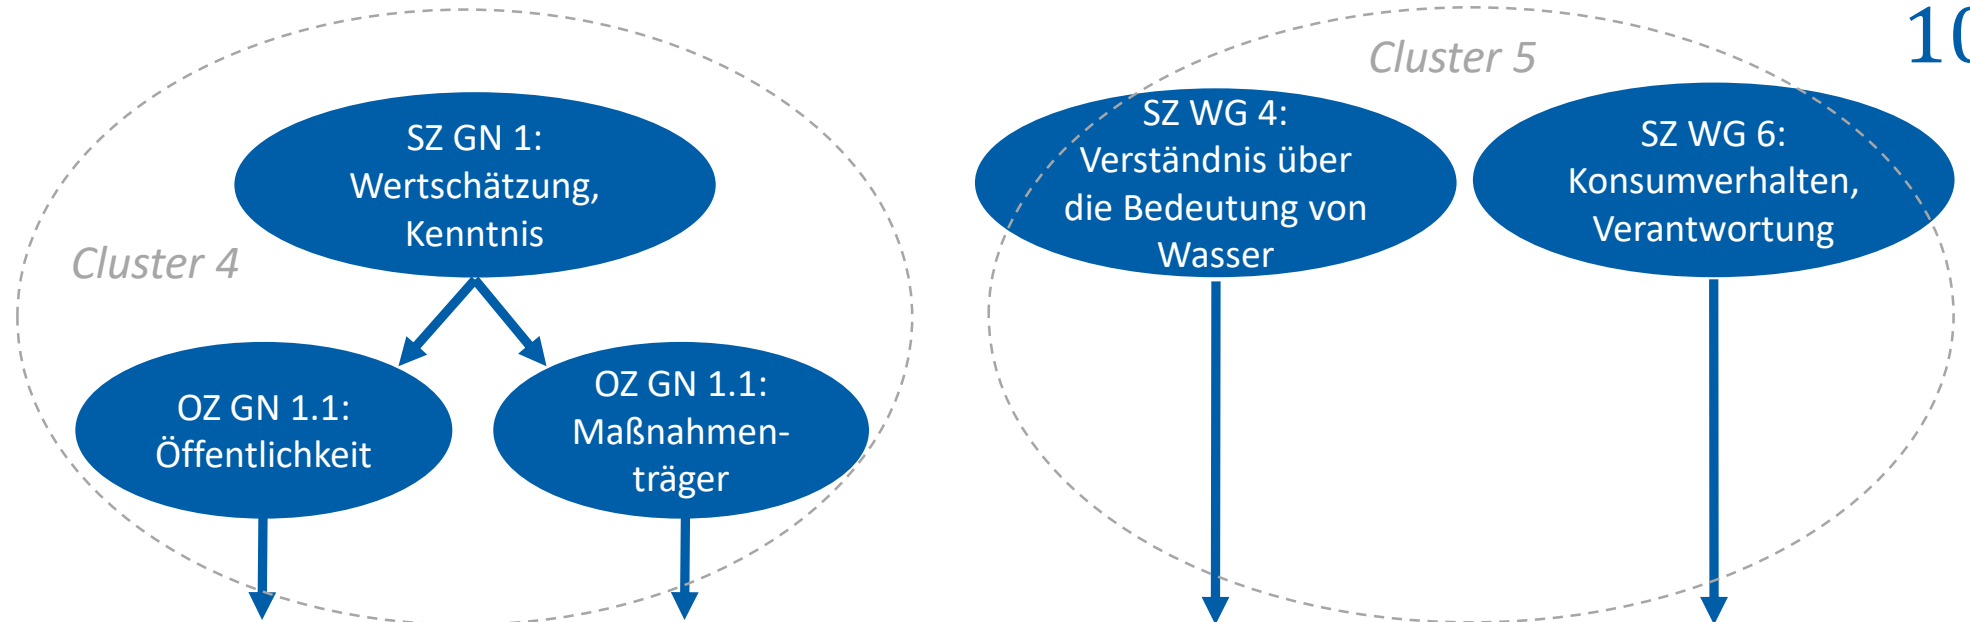 10
Cluster 4
SZ GN 1:
Wertschätzung,
Kenntnis
OZ GN 1.1:
Öffentlichkeit
OZ GN 1.1:
Maßnahmen-
träger
Cluster 5
SZ WG 4:
Verständnis über
die Bedeutung von
Wasser
SZ WG 6:
Konsumverhalten,
Verantwortung